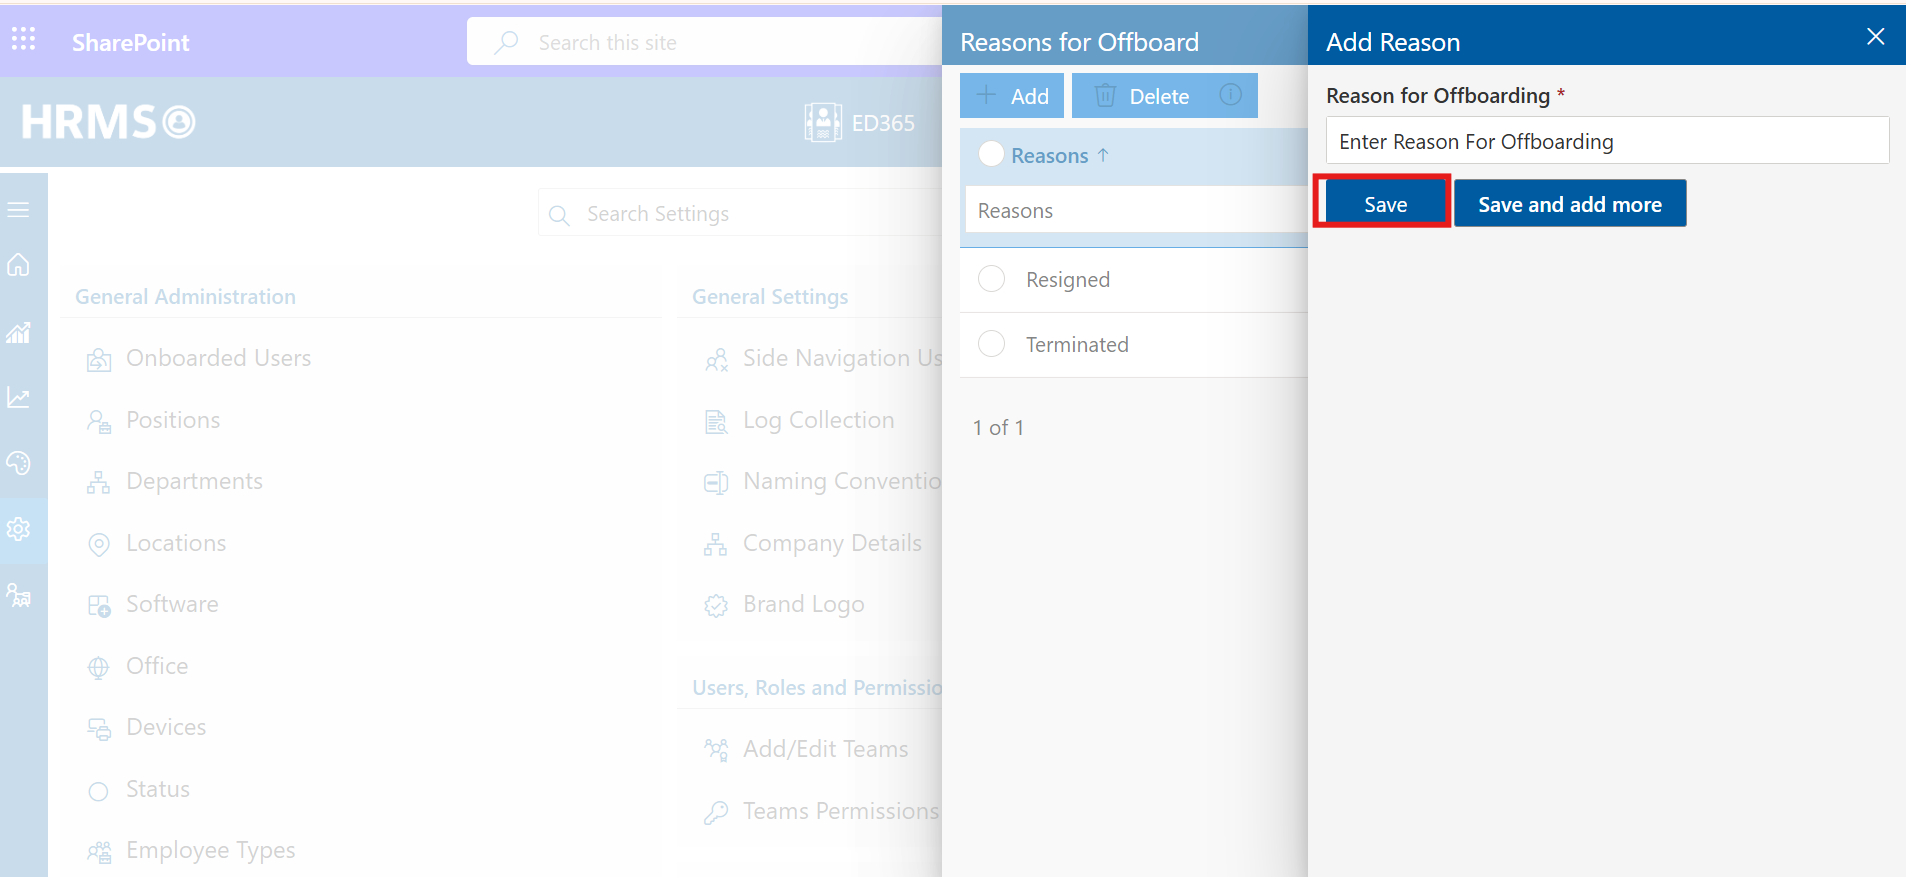 SharePoint
Search this site
HRMS
ED365
Search Settings
General Administration
Onboarded Users
Positions
Departments
Locations
Software
Office
Devices
Status
Employee Types
General Settings
Side Navigation Us
Log Collection
Naming Conventio
Company Details
Brand Logo
Users, Roles and Permissio
Add/Edit Teams
Teams Permissions
Reasons for Offboard
Add
Delete
Reasons ↑
Reasons
Resigned
Terminated
1 of 1
Add Reason
Reason for Offboarding *
Enter Reason For Offboarding
Save
Save and add more